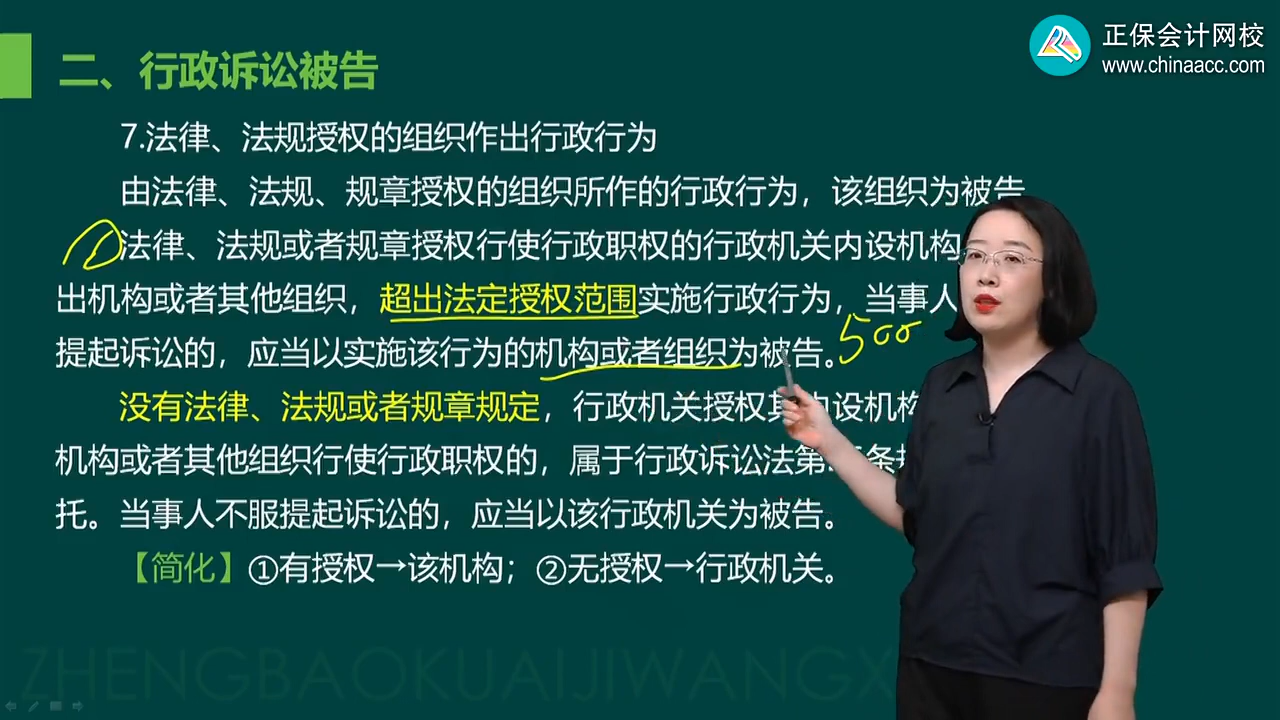 正保会计网校
www.chinaacc.com
二、行政诉讼被告
7.法律、法规授权的组织作出行政行为
由法律、法规、规章授权的组织所作的行政行为，该组织为被告
①法律、法规或者规章授权行使行政职权的行政机关内设机构
出机构或者其他组织，超出法定授权范围实施行政行为，当事人
提起诉讼的，应当以实施该行为的机构或者组织为被告。500
没有法律、法规或者规章规定，行政机关授权其内设机构
机构或者其他组织行使行政职权的，属于行政诉讼法第 条
托。当事人不服提起诉讼的，应当以该行政机关为被告。
【简化】①有授权→该机构；②无授权→行政机关。
ZHENGBAOKUAIJIWANGX